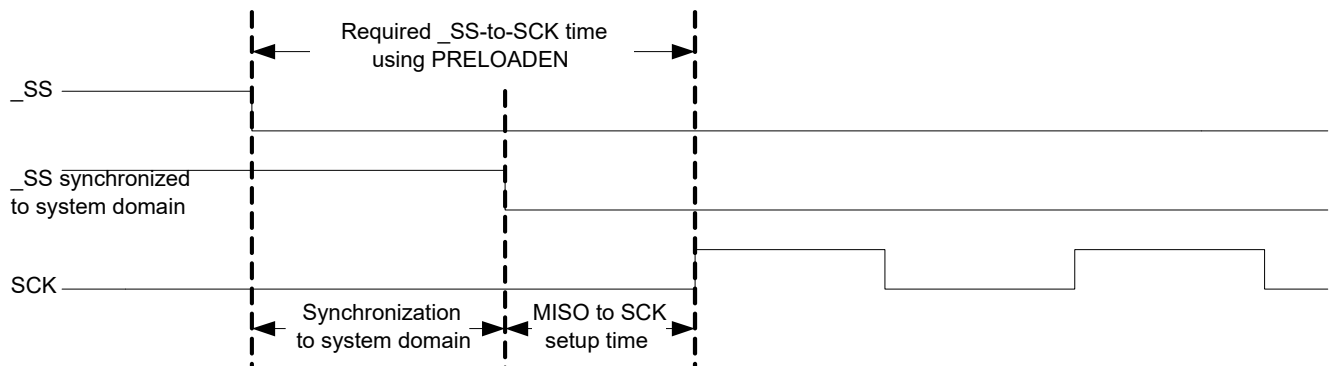 Required _SS-to-SCK time
using PRELOADEN
_SS
_SS synchronized
to system domain
SCK
Synchronization
to system domain
MISO to SCK
setup time